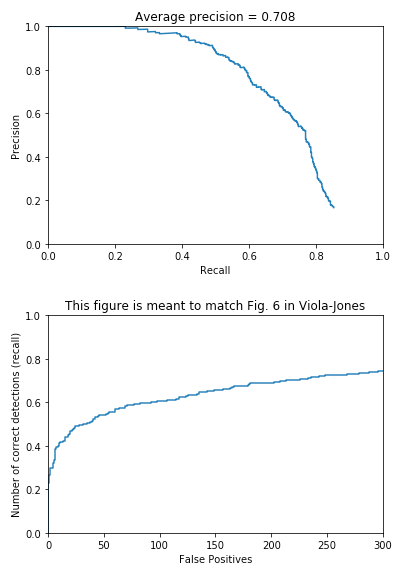 Average precision = 0.708
1.0
0.8
0.6
0.4
0.2
0.0
Precision
0.0 0.2 0.4 0.6 0.8 1.0
Recall
This figure is meant to match Fig. 6 in Viola-Jones
1.0
0.8
0.6
0.4
0.2
0.0
Number of correct detections (recall)
0 50 100 150 200 250 300
False Positives